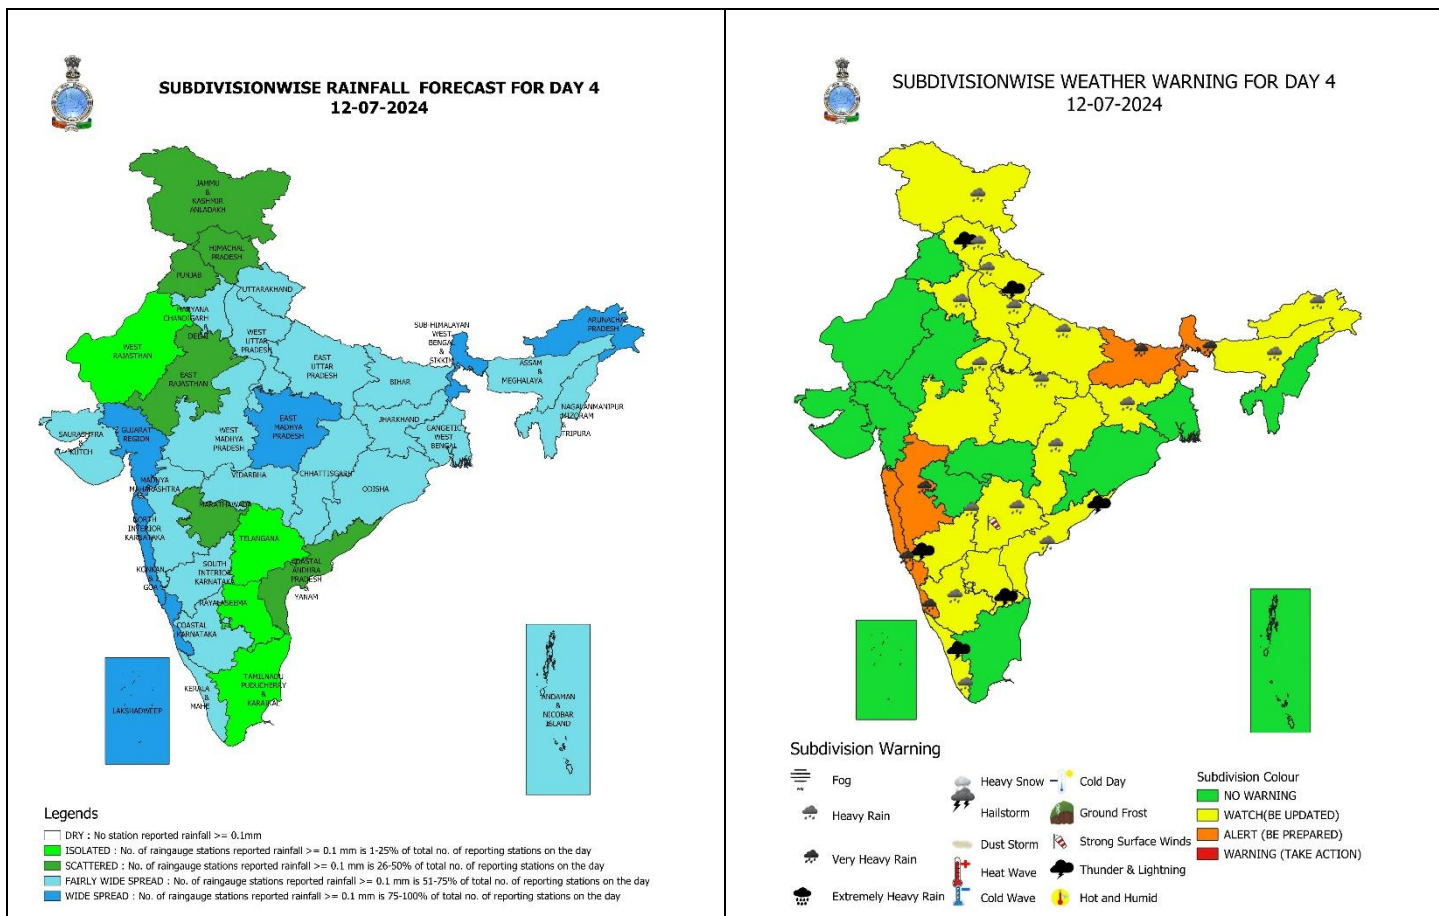 SUBDIVISIONWISE RAINFALL FORECAST FOR DAY 4
12-07-2024
JAMMU
&
KASHMIR
ANLADAKH
HIMACHAL
PRADESH
PUNJAB
UTTARAKHAND
HARYANA
CHANDIGARH
&
DELHI
WEST
UTTAR
PRADESH
WEST
RAJASTHAN
EAST
RAJASTHAN
EAST
UTTAR
PRADESH
SUB-HIMALAYAN
WEST
BENGAL
&
SIKKIM
ARUNACHAL
PRADESH
ASSAM
&
MEGHALAYA
BIHAR
NAGALANMANIPUR
MIZORAM
&
TRIPURA
JHARKHAND
GANGETIC
WEST
BENGAL
SAURASHTRA
&
KUTCH
GUJARAT
REGION
WEST
MADHYA
PRADESH
EAST
MADHYA
PRADESH
VIDARBHA
CHHATTISGARH
ODISHA
MADHYA
MAHARASHTRA
MARATHAWADA
NORTH
INTERIOR
KARNATAKA
TELANGANA
KONKAN
&
GOA
SOUTH
INTERIOR
KARNATAKA
COASTAL
ANDHRA
PRADESH
&
YANAM
RAYALASEEMA
COASTAL
KARNATAKA
TAMILNADU
PUDUCHERRY
&
KARAIKAL
KERALA
&
MAHE
LAKSHADWEEP
ANDAMAN
&
NICOBAR
ISLAND
Legends
DRY : No station reported rainfall >= 0.1mm
ISOLATED : No. of raingauge stations reported rainfall >= 0.1 mm is 1-25% of total no. of reporting stations on the day
SCATTERED : No. of raingauge stations reported rainfall >= 0.1 mm is 26-50% of total no. of reporting stations on the day
FAIRLY WIDE SPREAD : No. of raingauge stations reported rainfall >= 0.1 mm is 51-75% of total no. of reporting stations on the day
WIDE SPREAD : No. of raingauge stations reported rainfall >= 0.1 mm is 75-100% of total no. of reporting stations on the day
SUBDIVISIONWISE WEATHER WARNING FOR DAY 4
12-07-2024
Subdivision Warning
Fog
Heavy Rain
Very Heavy Rain
Extremely Heavy Rain
Heavy Snow
Hailstorm
Dust Storm
Heat Wave
Cold Wave
Cold Day
Ground Frost
Strong Surface Winds
Thunder & Lightning
Hot and Humid
Subdivision Colour
NO WARNING
WATCH(BE UPDATED)
ALERT (BE PREPARED)
WARNING (TAKE ACTION)